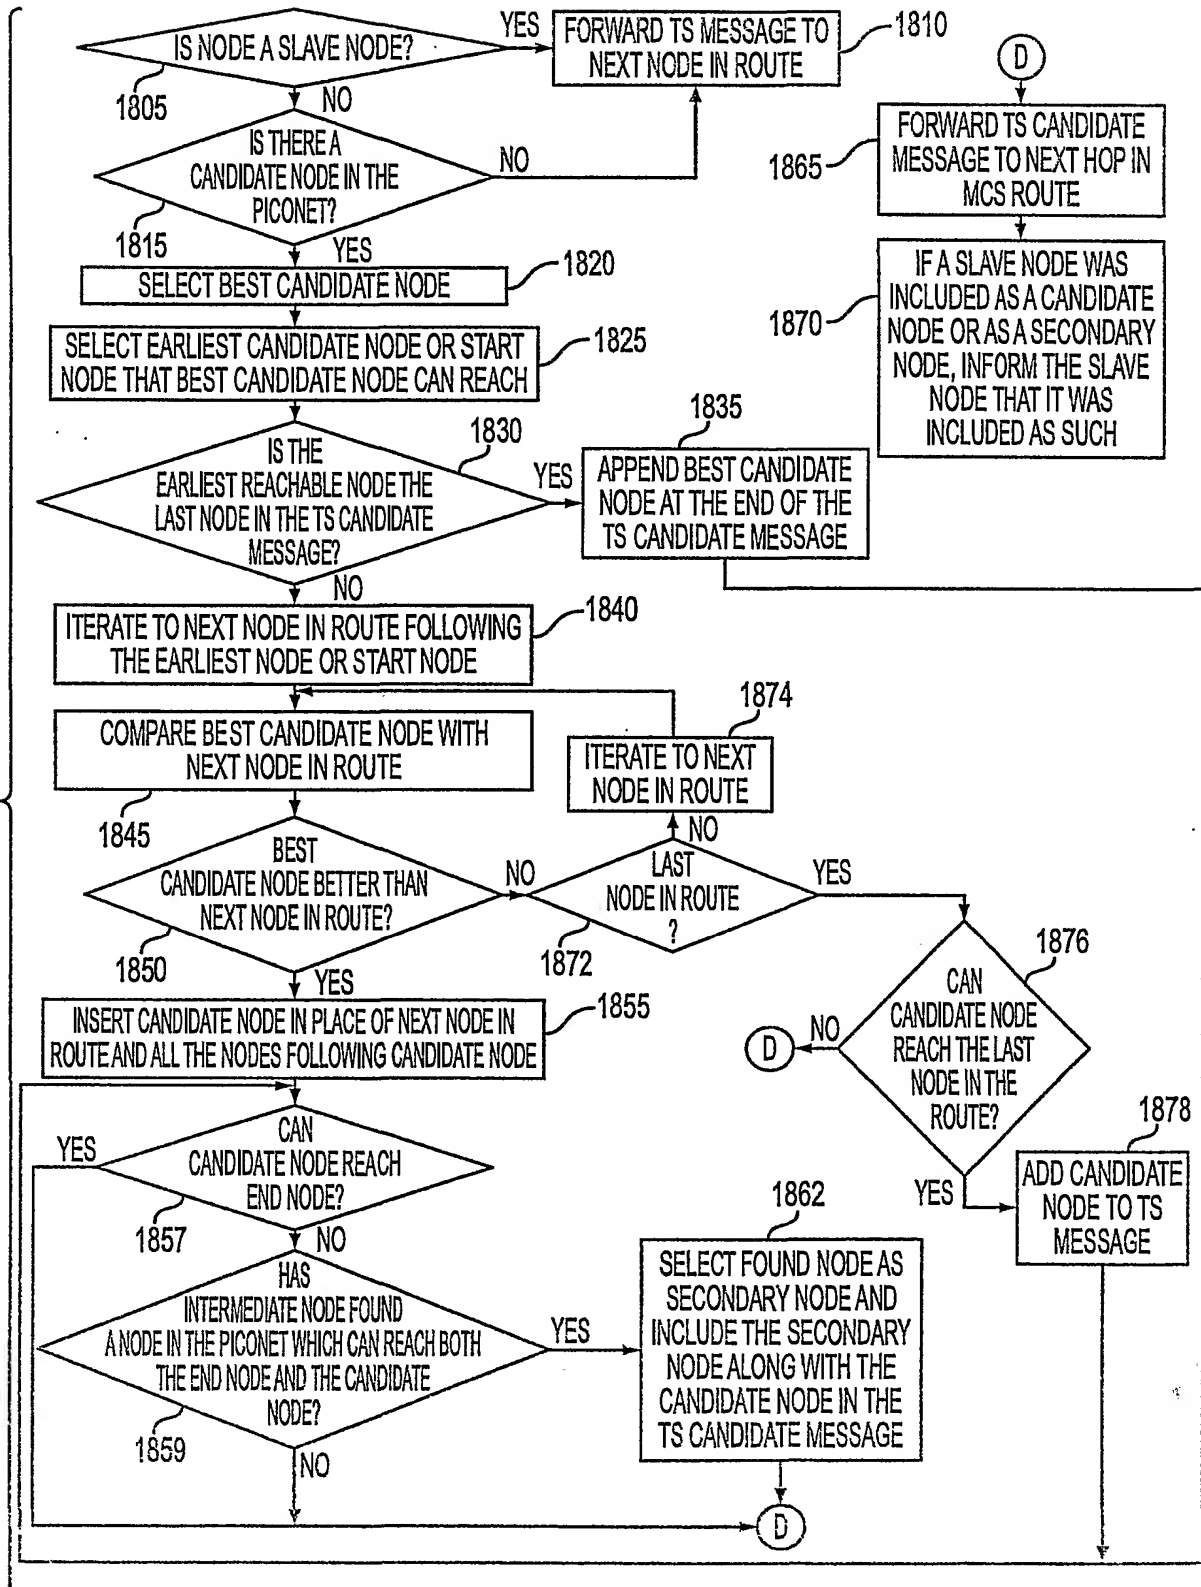 IS NODE A SLAVE NODE?
YES
FORWARD TS MESSAGE TO
NEXT NODE IN ROUTE
1810
1805
NO
IS THERE A
CANDIDATE NODE IN THE
PICONET?
NO
1815
YES
SELECT BEST CANDIDATE NODE
1820
SELECT EARLIEST CANDIDATE NODE OR START
NODE THAT BEST CANDIDATE NODE CAN REACH
1825
IS THE
EARLIEST REACHABLE NODE THE
LAST NODE IN THE TS CANDIDATE
MESSAGE?
1830
YES
1835
APPEND BEST CANDIDATE
NODE AT THE END OF THE
TS CANDIDATE MESSAGE
NO
ITERATE TO NEXT NODE IN ROUTE FOLLOWING
THE EARLIEST NODE OR START NODE
1840
COMPARE BEST CANDIDATE NODE WITH
NEXT NODE IN ROUTE
1845
1874
ITERATE TO NEXT
NODE IN ROUTE
NO
BEST
CANDIDATE NODE BETTER THAN
NEXT NODE IN ROUTE?
NO
1850
LAST
NODE IN ROUTE
?
YES
1872
YES
INSERT CANDIDATE NODE IN PLACE OF NEXT NODE IN
ROUTE AND ALL THE NODES FOLLOWING CANDIDATE NODE
1855
CAN
CANDIDATE NODE REACH
END NODE?
YES
1857
NO
HAS
INTERMEDIATE NODE FOUND
A NODE IN THE PICONET WHICH CAN REACH BOTH
THE END NODE AND THE CANDIDATE
NODE?
YES
1859
NO
1862
SELECT FOUND NODE AS
SECONDARY NODE AND
INCLUDE THE SECONDARY
NODE ALONG WITH THE
CANDIDATE NODE IN THE
TS CANDIDATE MESSAGE
D
D
1865
FORWARD TS CANDIDATE
MESSAGE TO NEXT HOP IN
MCS ROUTE
1870
IF A SLAVE NODE WAS
INCLUDED AS A CANDIDATE
NODE OR AS A SECONDARY
NODE, INFORM THE SLAVE
NODE THAT IT WAS
INCLUDED AS SUCH
1876
CAN
CANDIDATE NODE
REACH THE LAST
NODE IN THE
ROUTE?
NO
D
YES
1878
ADD CANDIDATE
NODE TO TS
MESSAGE